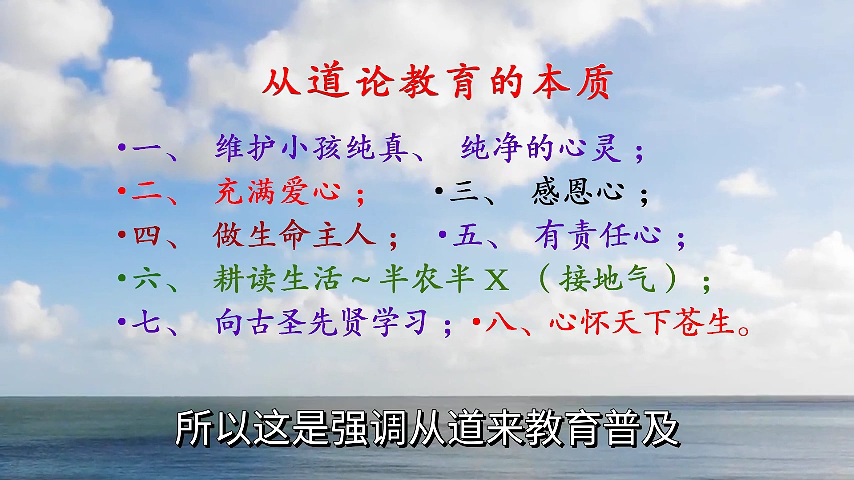 从道论教育的本质
•一、 维护小孩纯真、 纯净的心灵；
•二、 充满爱心； •三、 感恩心；
•四、 做生命主人； •五、 有责任心；
•六、 耕读生活～半农半X （接地气）；
•七、 向古圣先贤学习；•八、心怀天下苍生。
所以这是强调从道来教育普及